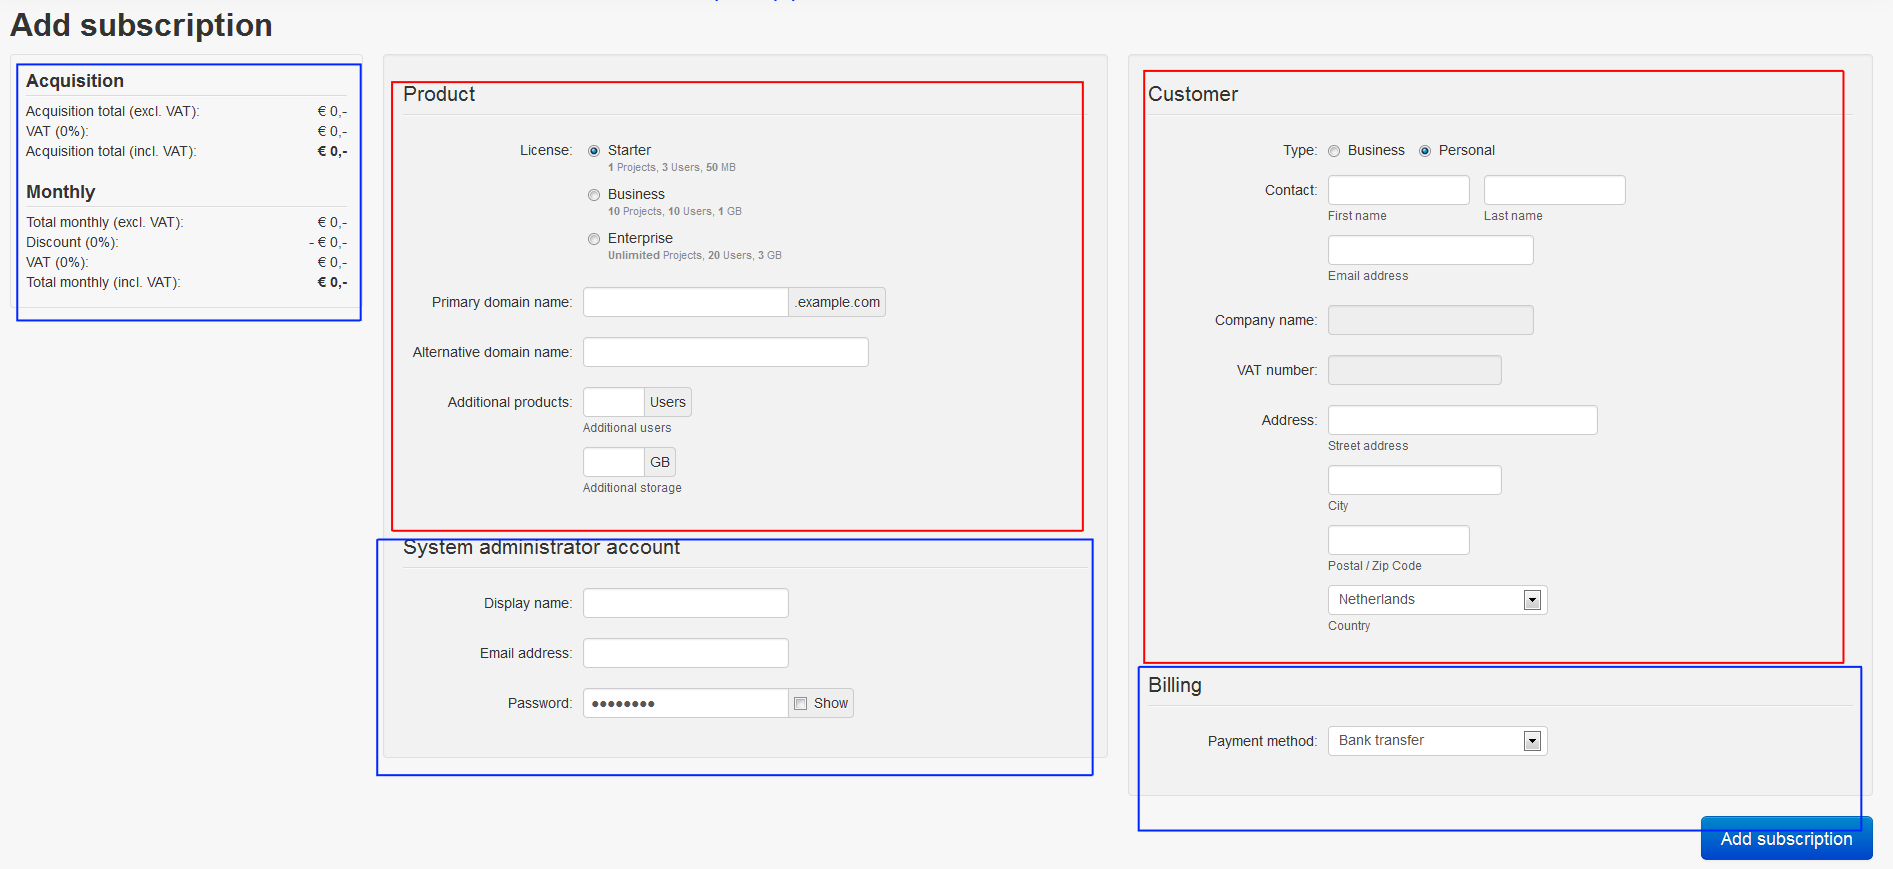 Add subscription
Acquisition
Acquisition total (excl. VAT): € 0,-
VAT (0%): € 0,-
Acquisition total (incl. VAT): € 0,-
Monthly
Total monthly (excl. VAT): € 0,-
Discount (0%): - € 0,-
VAT (0%): € 0,-
Total monthly (incl. VAT): € 0,-
Product
License: Starter
1 Projects, 3 Users, 50 MB
Business
10 Projects, 10 Users, 1 GB
Enterprise
Unlimited Projects, 20 Users, 3 GB
Primary domain name: .example.com
Alternative domain name:
Additional products: Users
Additional users
GB
Additional storage
System administrator account
Display name:
Email address:
Password: ●●●●●●●● Show
Customer
Type: Business Personal
Contact:
First name Last name
Email address
Company name:
VAT number:
Address:
Street address
City
Postal / Zip Code
Netherlands
Country
Billing
Payment method: Bank transfer
Add subscription